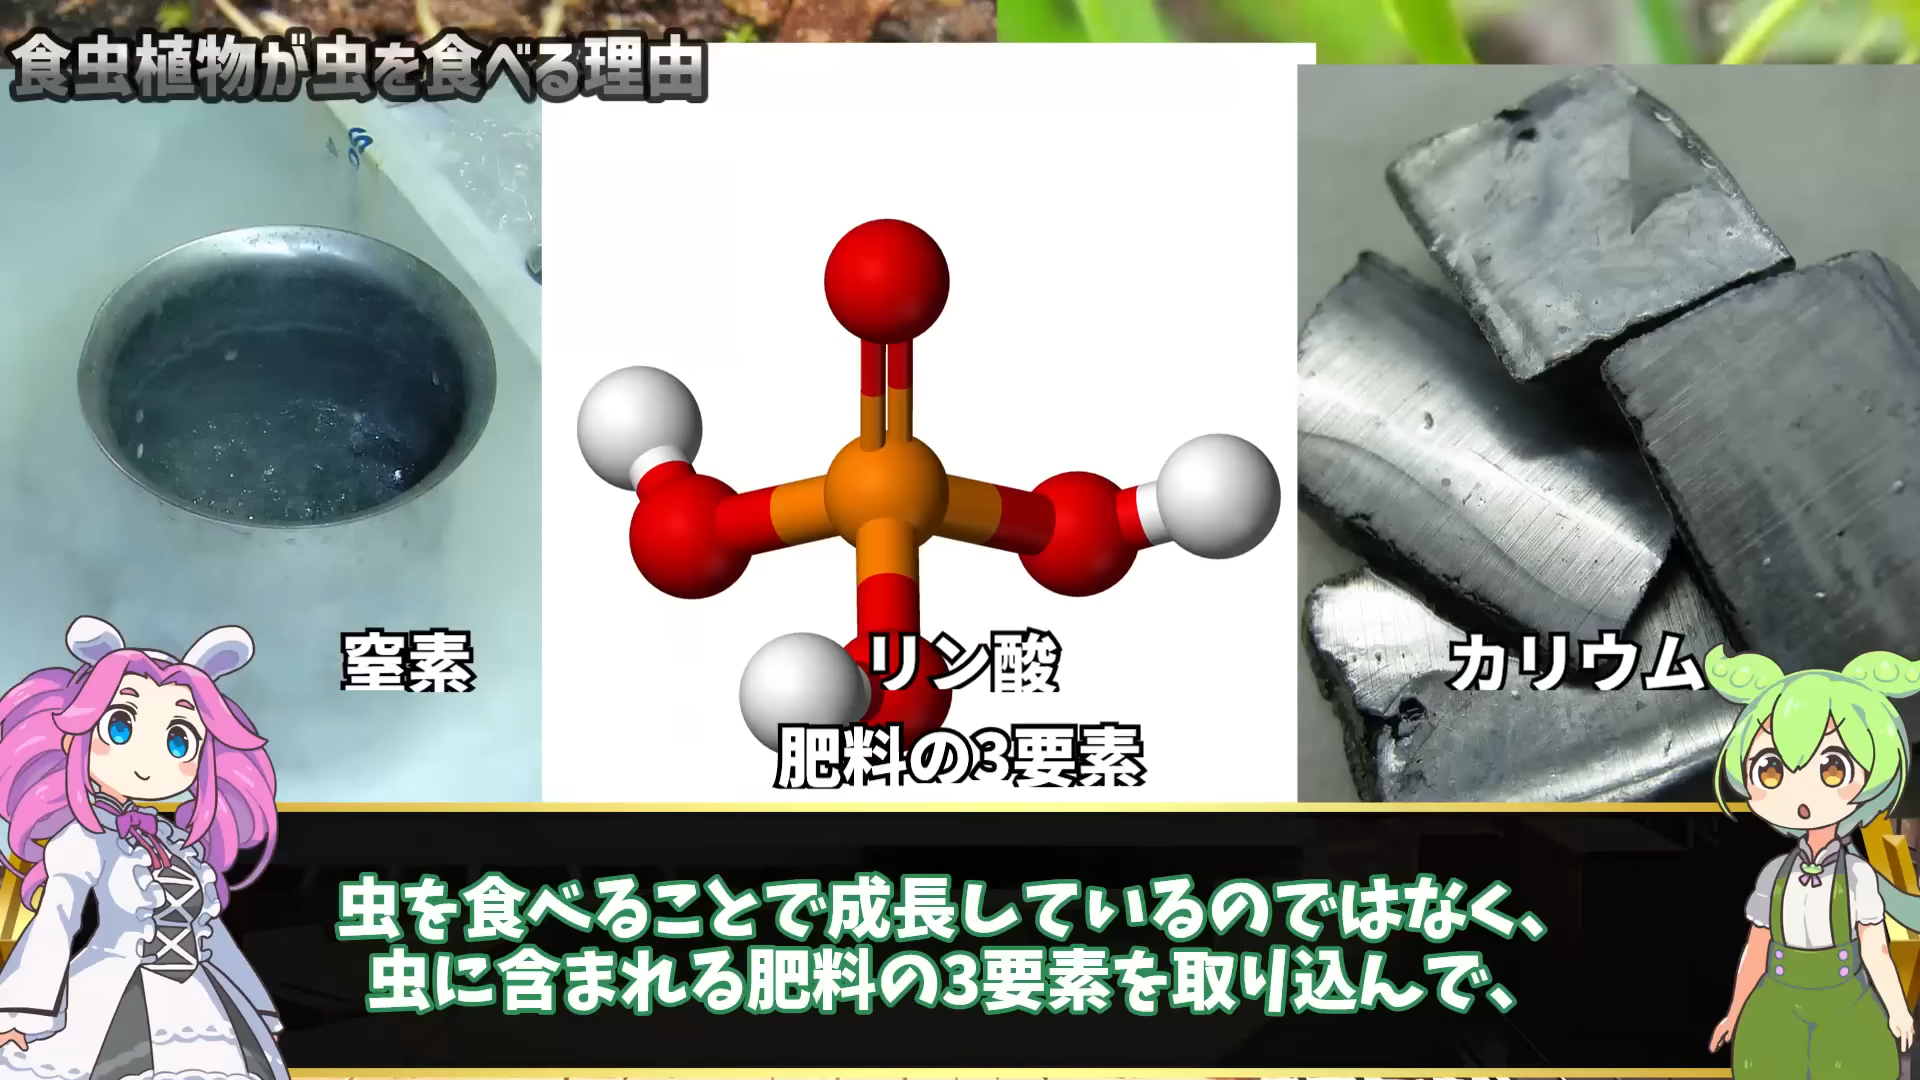 食虫植物が虫を食べる理由
窒素
リン酸
カリウム
肥料の3要素
虫を食べることで成長しているのではなく、
虫に含まれる肥料の3要素を取り込んで、